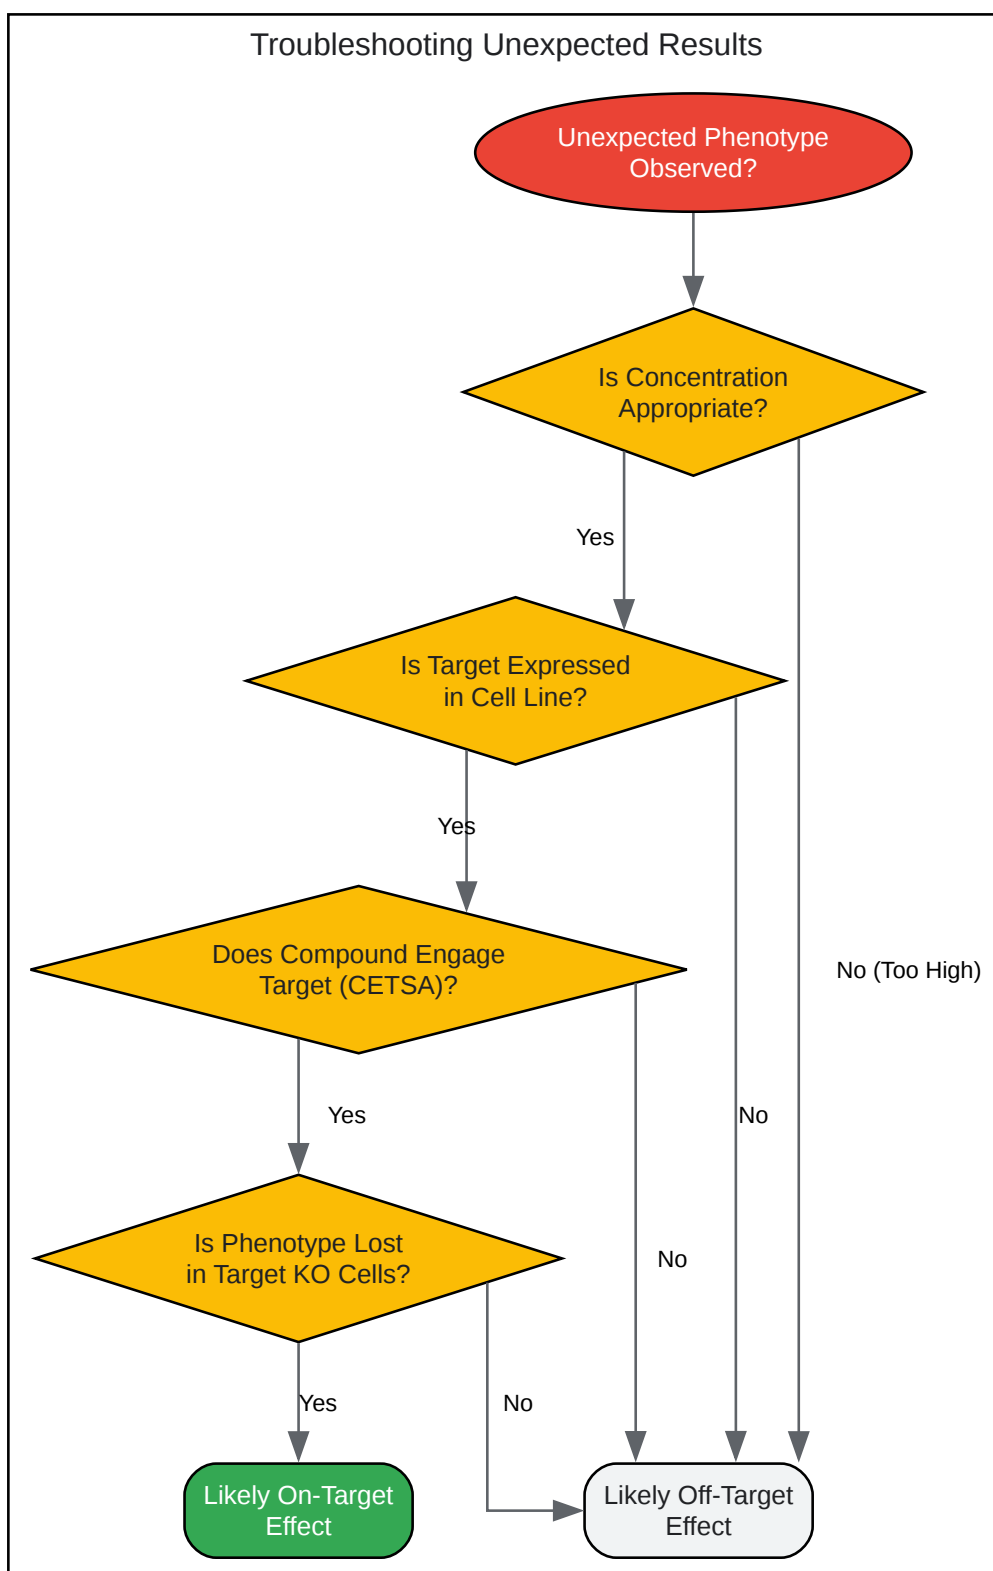 Troubleshooting Unexpected Results
Unexpected Phenotype
Observed?
Is Concentration
Appropriate?
Yes
Is Target Expressed
in Cell Line?
Yes
Does Compound Engage
Target (CETSA)?
No (Too High)
Yes
No
Is Phenotype Lost
in Target KO Cells?
No
Yes
No
Likely On-Target
Effect
Likely Off-Target
Effect